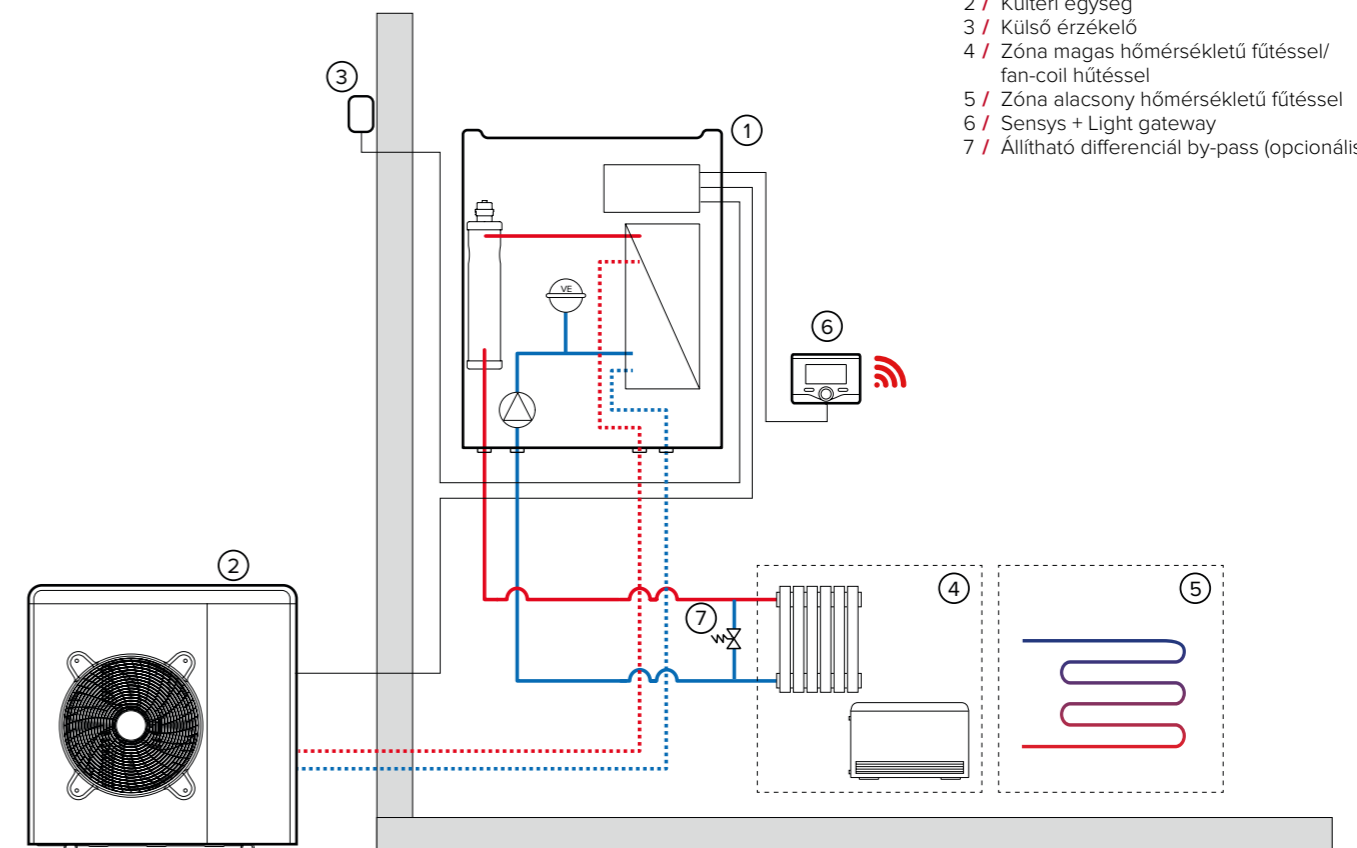 2 / Kültéri egység
3 / Külső érzékelő
4 / Zóna magas hőmérsékletű fűtéssel/
fan-coil hűtéssel
5 / Zóna alacsony hőmérsékletű fűtéssel
6 / Sensys + Light gateway
7 / Állítható differenciál by-pass (opcionális
3
1
VE
6
2
4
5
7